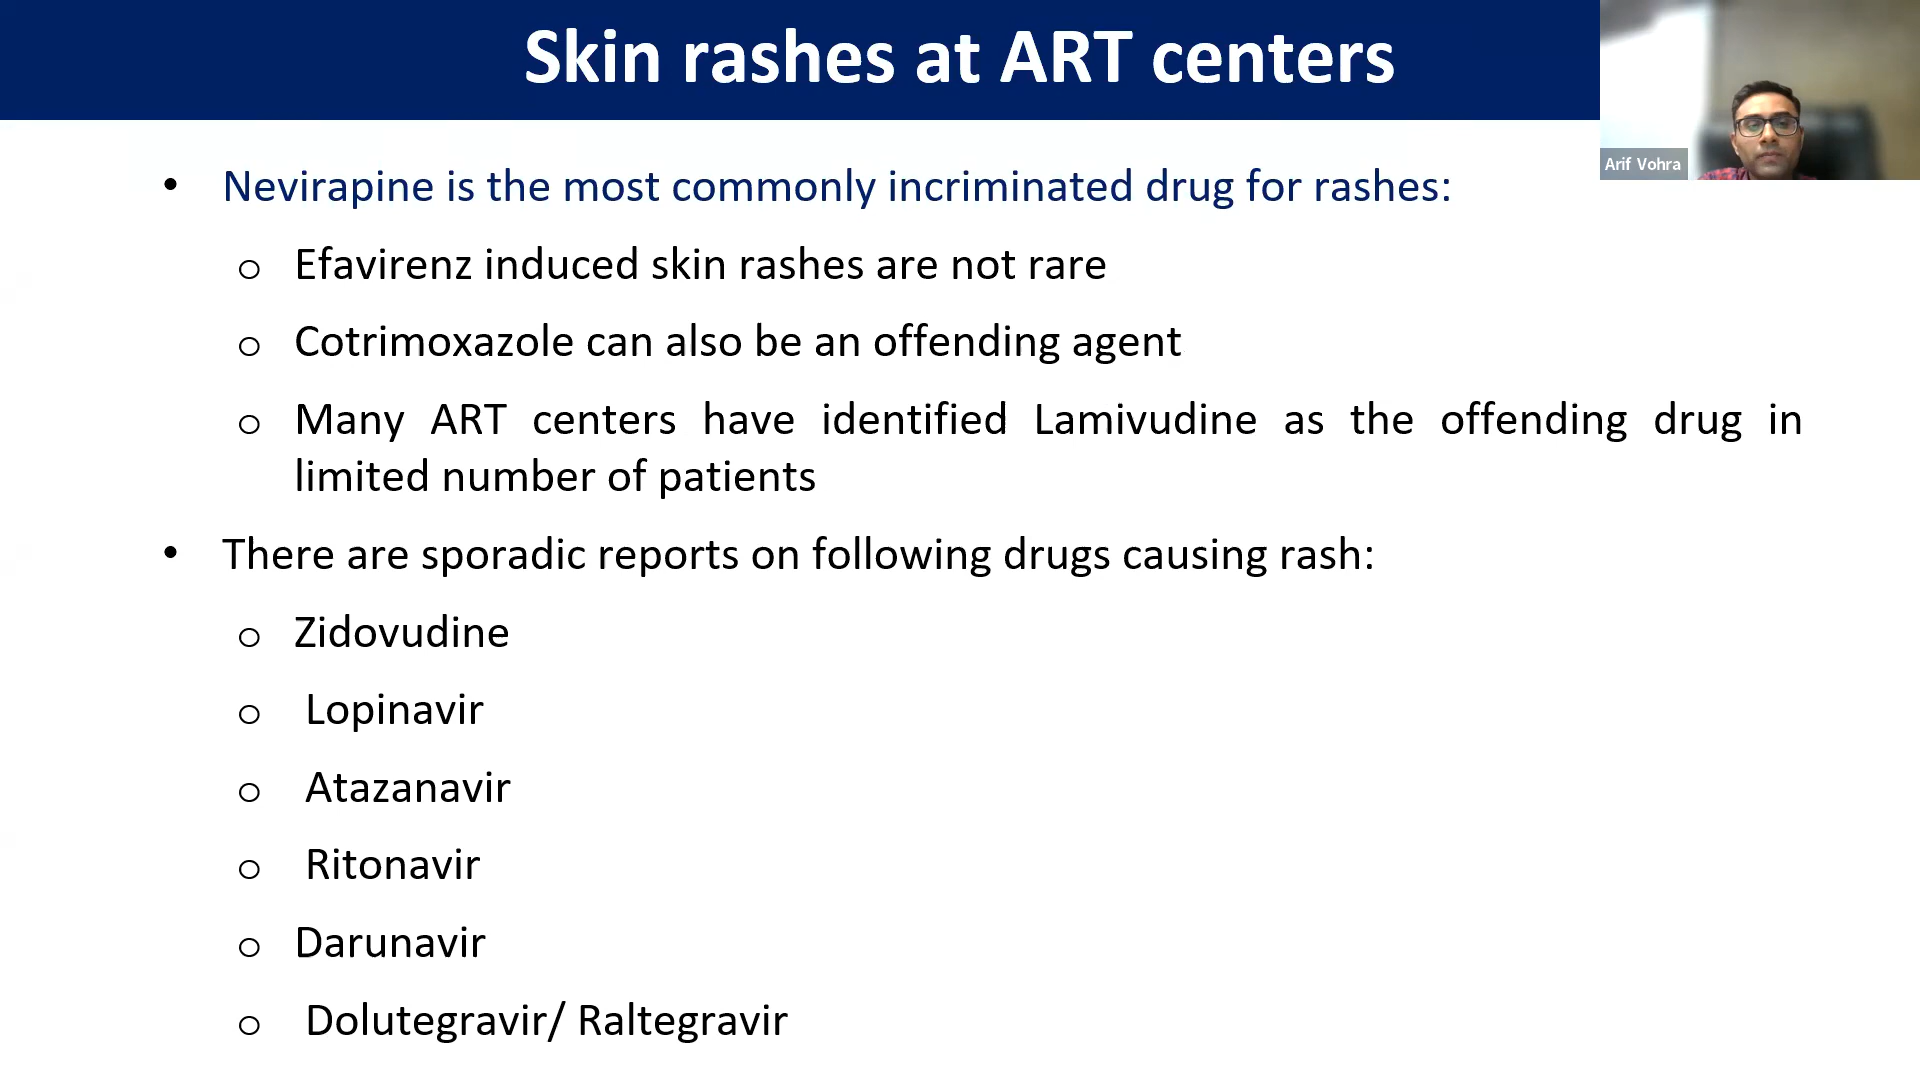 Skin rashes at ART centers
Arif Vohra
• Nevirapine is the most commonly incriminated drug for rashes:
o Efavirenz induced skin rashes are not rare
o Cotrimoxazole can also be an offending agent
o Many ART centers have identified Lamivudine as the offending drug in
limited number of patients
• There are sporadic reports on following drugs causing rash:
o Zidovudine
o Lopinavir
o Atazanavir
o Ritonavir
o Darunavir
o Dolutegravir/ Raltegravir